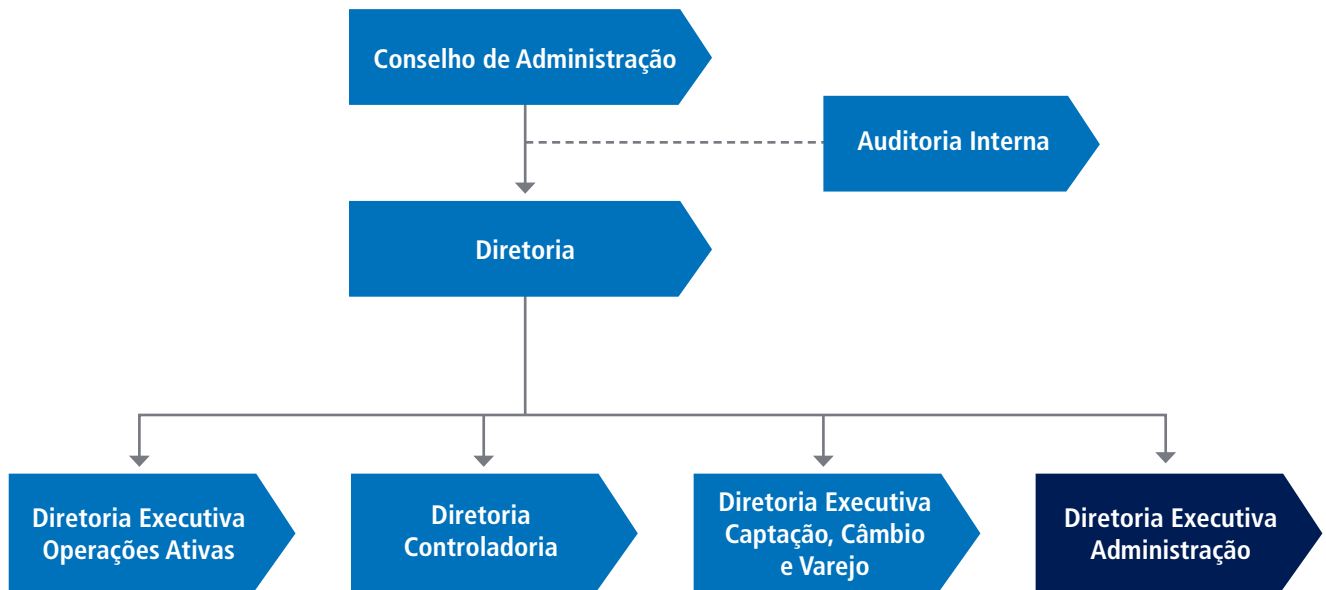 Conselho de Administração
Auditoria Interna
Diretoria
Diretoria Executiva
Operações Ativas
Diretoria
Controladoria
Diretoria Executiva
Captação, Câmbio
e Varejo
Diretoria Executiva
Administração